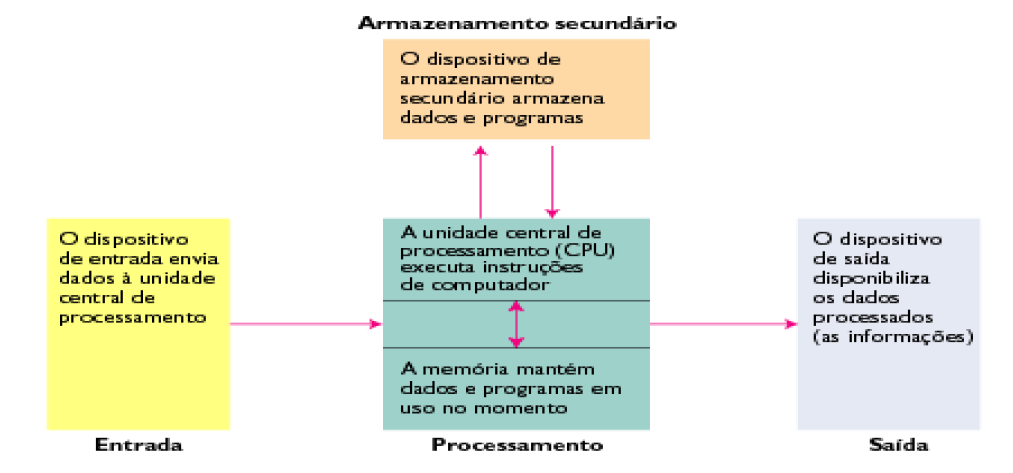 Armazenamento secundário
O dispositivo de
armazenamento
secundário armazena
dados e programas
O dispositivo
de entrada envia
dados à unidade
central de
processamento
A unidade central de
processamento (CPU)
executa instruções
de computador
A memória mantém
dados e programas em
uso no momento
O dispositivo
de saída
disponibiliza
os dados
processados
(as informações)
Entrada
Processamento
Saída